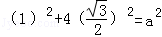 (1) ²+4 (√3/2) ²=a²